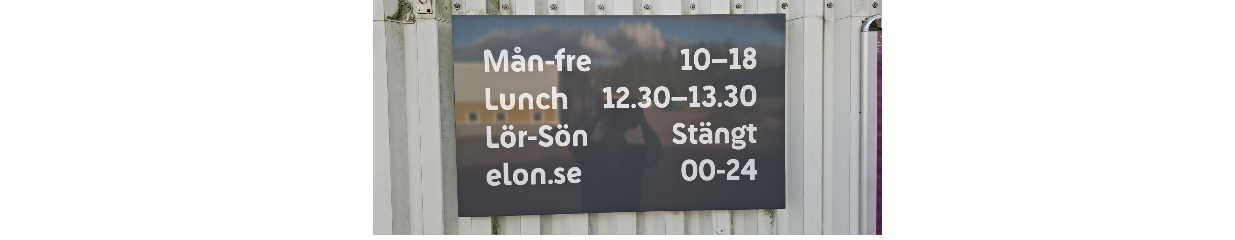 Mån-fre 10–18
Lunch 12.30–13.30
Lör-Sön Stängt
elon.se 00-24